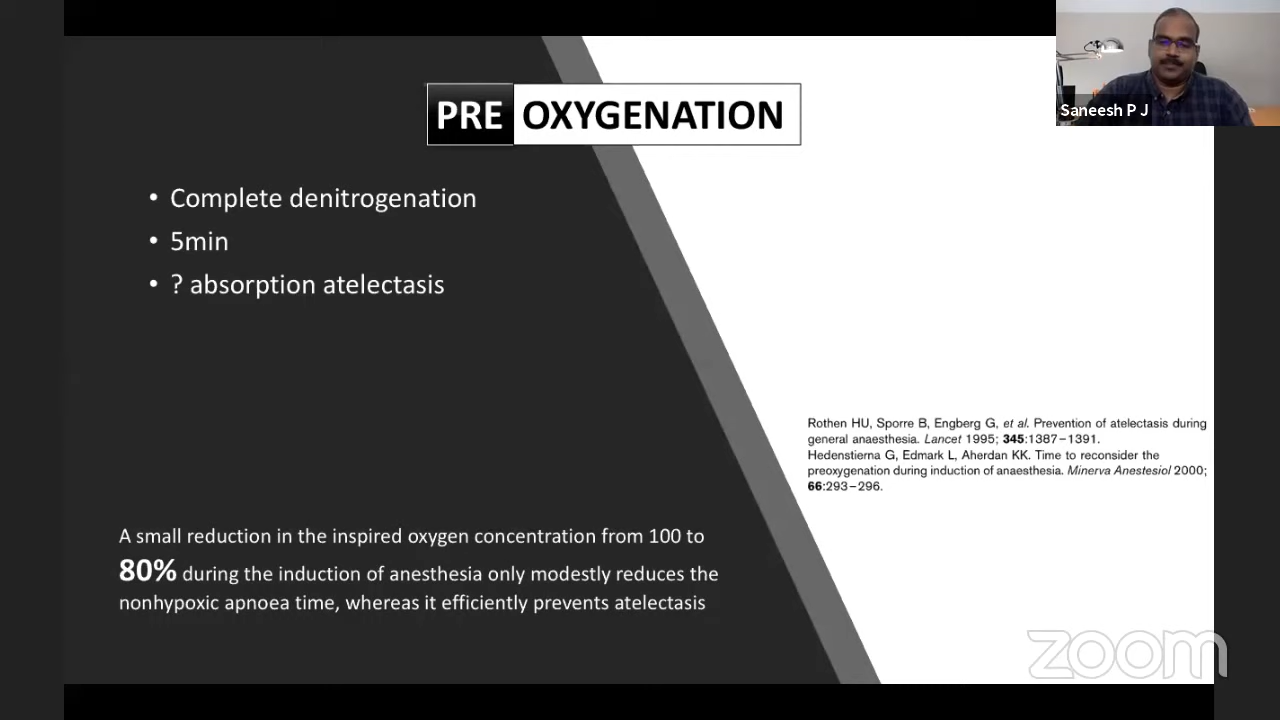 Saneesh P J
PRE OXYGENATION
• Complete denitrogenation
• 5min
• ? absorption atelectasis
Rothen HU, Sporre B, Engberg G, et al. Prevention of atelectasis during
general anaesthesia. Lancet 1995; 345:1387–1391.
Hedenstierna G, Edmark L, Aherdan KK. Time to reconsider the
preoxygenation during induction of anaesthesia. Minerva Anestesiol 2000;
66:293–296.
A small reduction in the inspired oxygen concentration from 100 to
80% during the induction of anesthesia only modestly reduces the
nonhypoxic apnoea time, whereas it efficiently prevents atelectasis
zoom